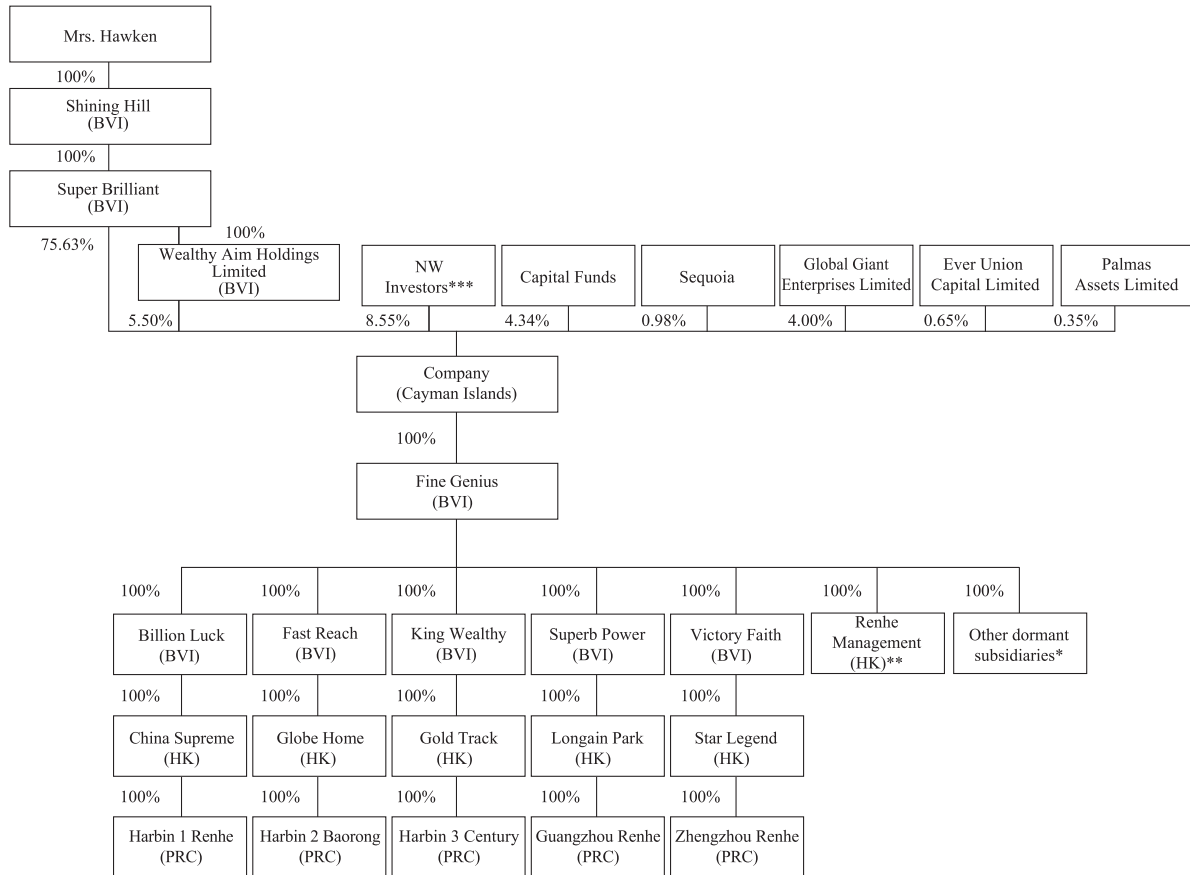 Mrs. Hawken
100%
Shining Hill
(BVI)
100%
Super Brilliant
(BVI)
75.63%
100%
Wealthy Aim Holdings
Limited
(BVI)
NW
Investors***
Capital Funds
Sequoia
Global Giant
Enterprises Limited
Ever Union
Capital Limited
Palmas
Assets Limited
5.50%
8.55%
4.34%
0.98%
4.00%
0.65%
0.35%
Company
(Cayman Islands)
100%
Fine Genius
(BVI)
100%
100%
100%
100%
100%
100%
100%
Billion Luck
(BVI)
Fast Reach
(BVI)
King Wealthy
(BVI)
Superb Power
(BVI)
Victory Faith
(BVI)
Renhe
Management
(HK)**
Other dormant
subsidiaries*
100%
100%
100%
100%
100%
China Supreme
(HK)
Globe Home
(HK)
Gold Track
(HK)
Longain Park
(HK)
Star Legend
(HK)
100%
100%
100%
100%
100%
Harbin 1 Renhe
(PRC)
Harbin 2 Baorong
(PRC)
Harbin 3 Century
(PRC)
Guangzhou Renhe
(PRC)
Zhengzhou Renhe
(PRC)